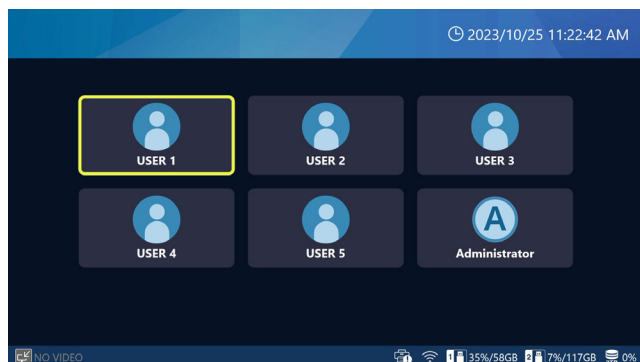 2023/10/25 11:22:42 AM
USER 1
USER 2
USER 3
USER 4
USER 5
A
Administrator
NO VIDEO
1 35%/58GB 2 7%/117GB 0%